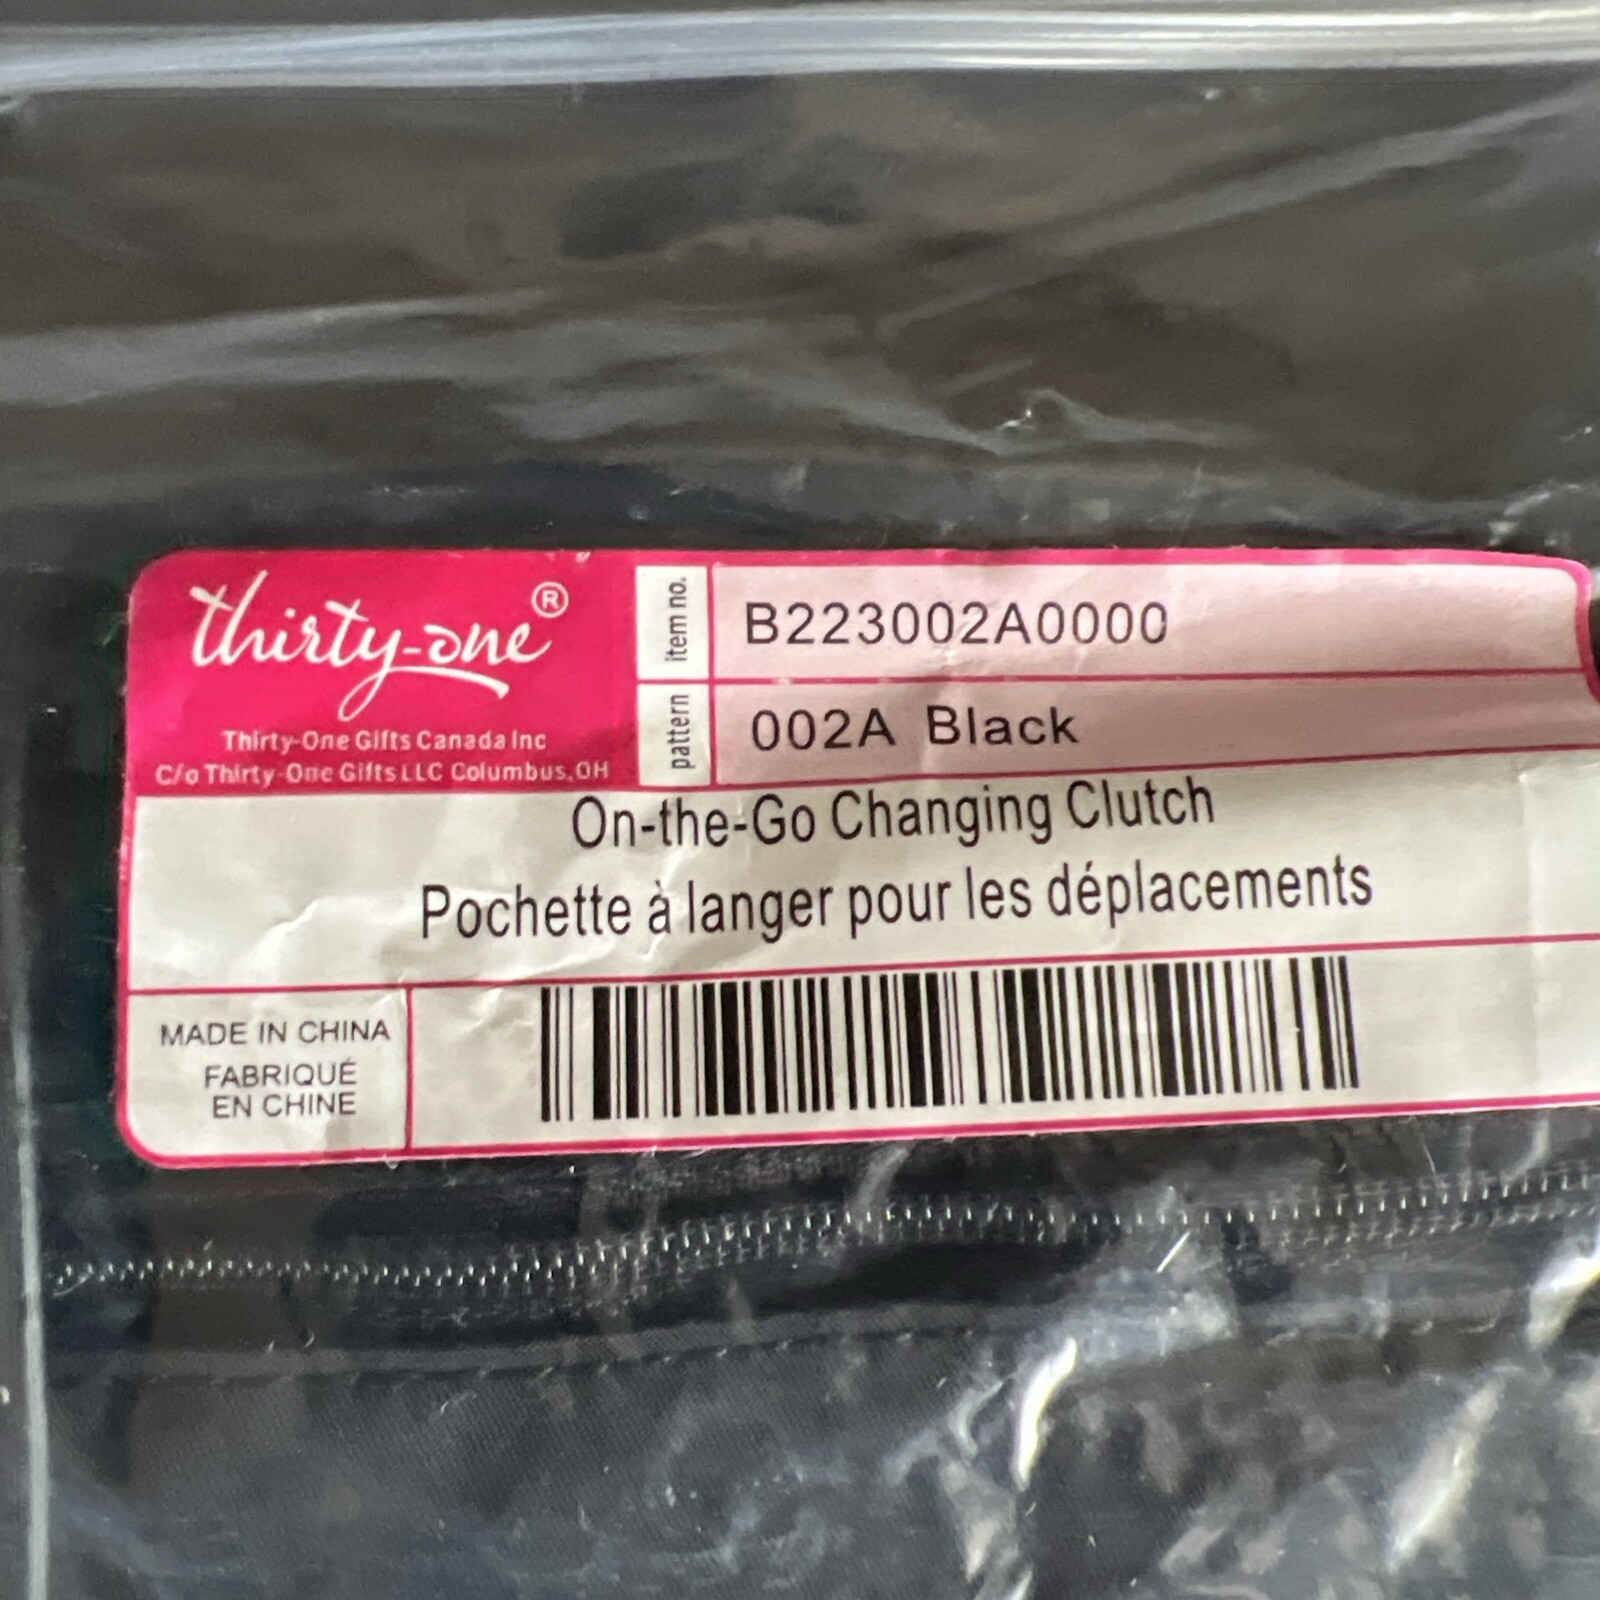 thirty-one®
Thirty-One Gifts Canada Inc
C/o Thirty-One Gifts LLC Columbus,OH
item no.
B223002A0000
pattern
002A Black
On-the-Go Changing Clutch
Pochette à langer pour les déplacements
MADE IN CHINA
FABRIQUÉ
EN CHINE